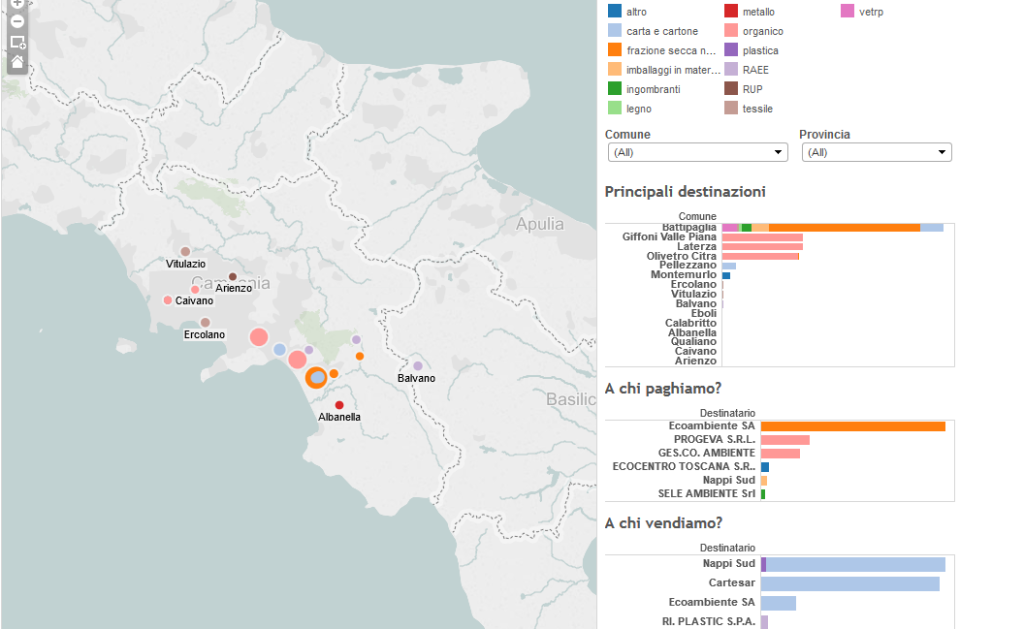 altro
metallo
vetrp
carta e cartone
organico
frazione secca n...
plastica
imballaggi in mater...
RAEE
ingombranti
RUP
legno
tessile
Comune
Provincia
(All)
(All)
Principali destinazioni
Comune
Battipaglia
Giffoni Valle Piana
Laterza
Olivetro Citra
Pellezzano
Montemurlo
Ercolano
Vitulazio
Balvano
Eboli
Calabritto
Albanella
Qualiano
Caivano
Arienzo
A chi paghiamo?
Destinatario
Ecoambiente SA
PROGEVA S.R.L.
GES.CO. AMBIENTE
ECOCENTRO TOSCANA S.R..
Nappi Sud
SELE AMBIENTE Srl
A chi vendiamo?
Destinatario
Nappi Sud
Cartesar
Ecoambiente SA
RI. PLASTIC S.P.A.
Apulia
Vitulazio
Campania
Arienzo
Caivano
Ercolano
Balvano
Basilic
Albanella